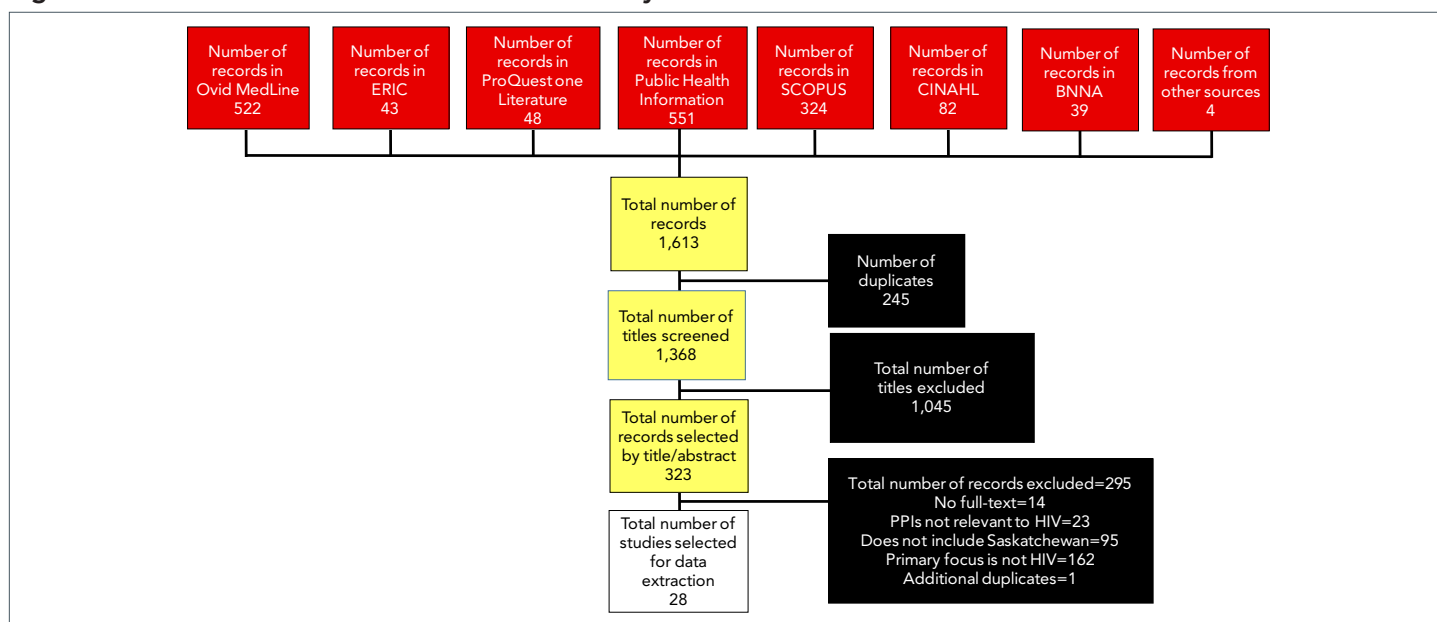 Number of
records in
Ovid MedLine
522
Number of
records in
ERIC
43
Number of
records in
ProQuest one
Literature
48
Number of
records in
Public Health
Information
551
Number of
records in
SCOPUS
324
Number of
records in
CINAHL
82
Number of
records in
BNNA
39
Number of
records from
other sources
4
Total number of
records
1,613
Number of
duplicates
245
Total number of
titles screened
1,368
Total number of
titles excluded
1,045
Total number of
records selected
by title/abstract
323
Total number of records excluded=295
No full-text=14
PPIs not relevant to HIV=23
Does not include Saskatchewan=95
Primary focus is not HIV=162
Additional duplicates=1
Total number of
studies selected
for data
extraction
28